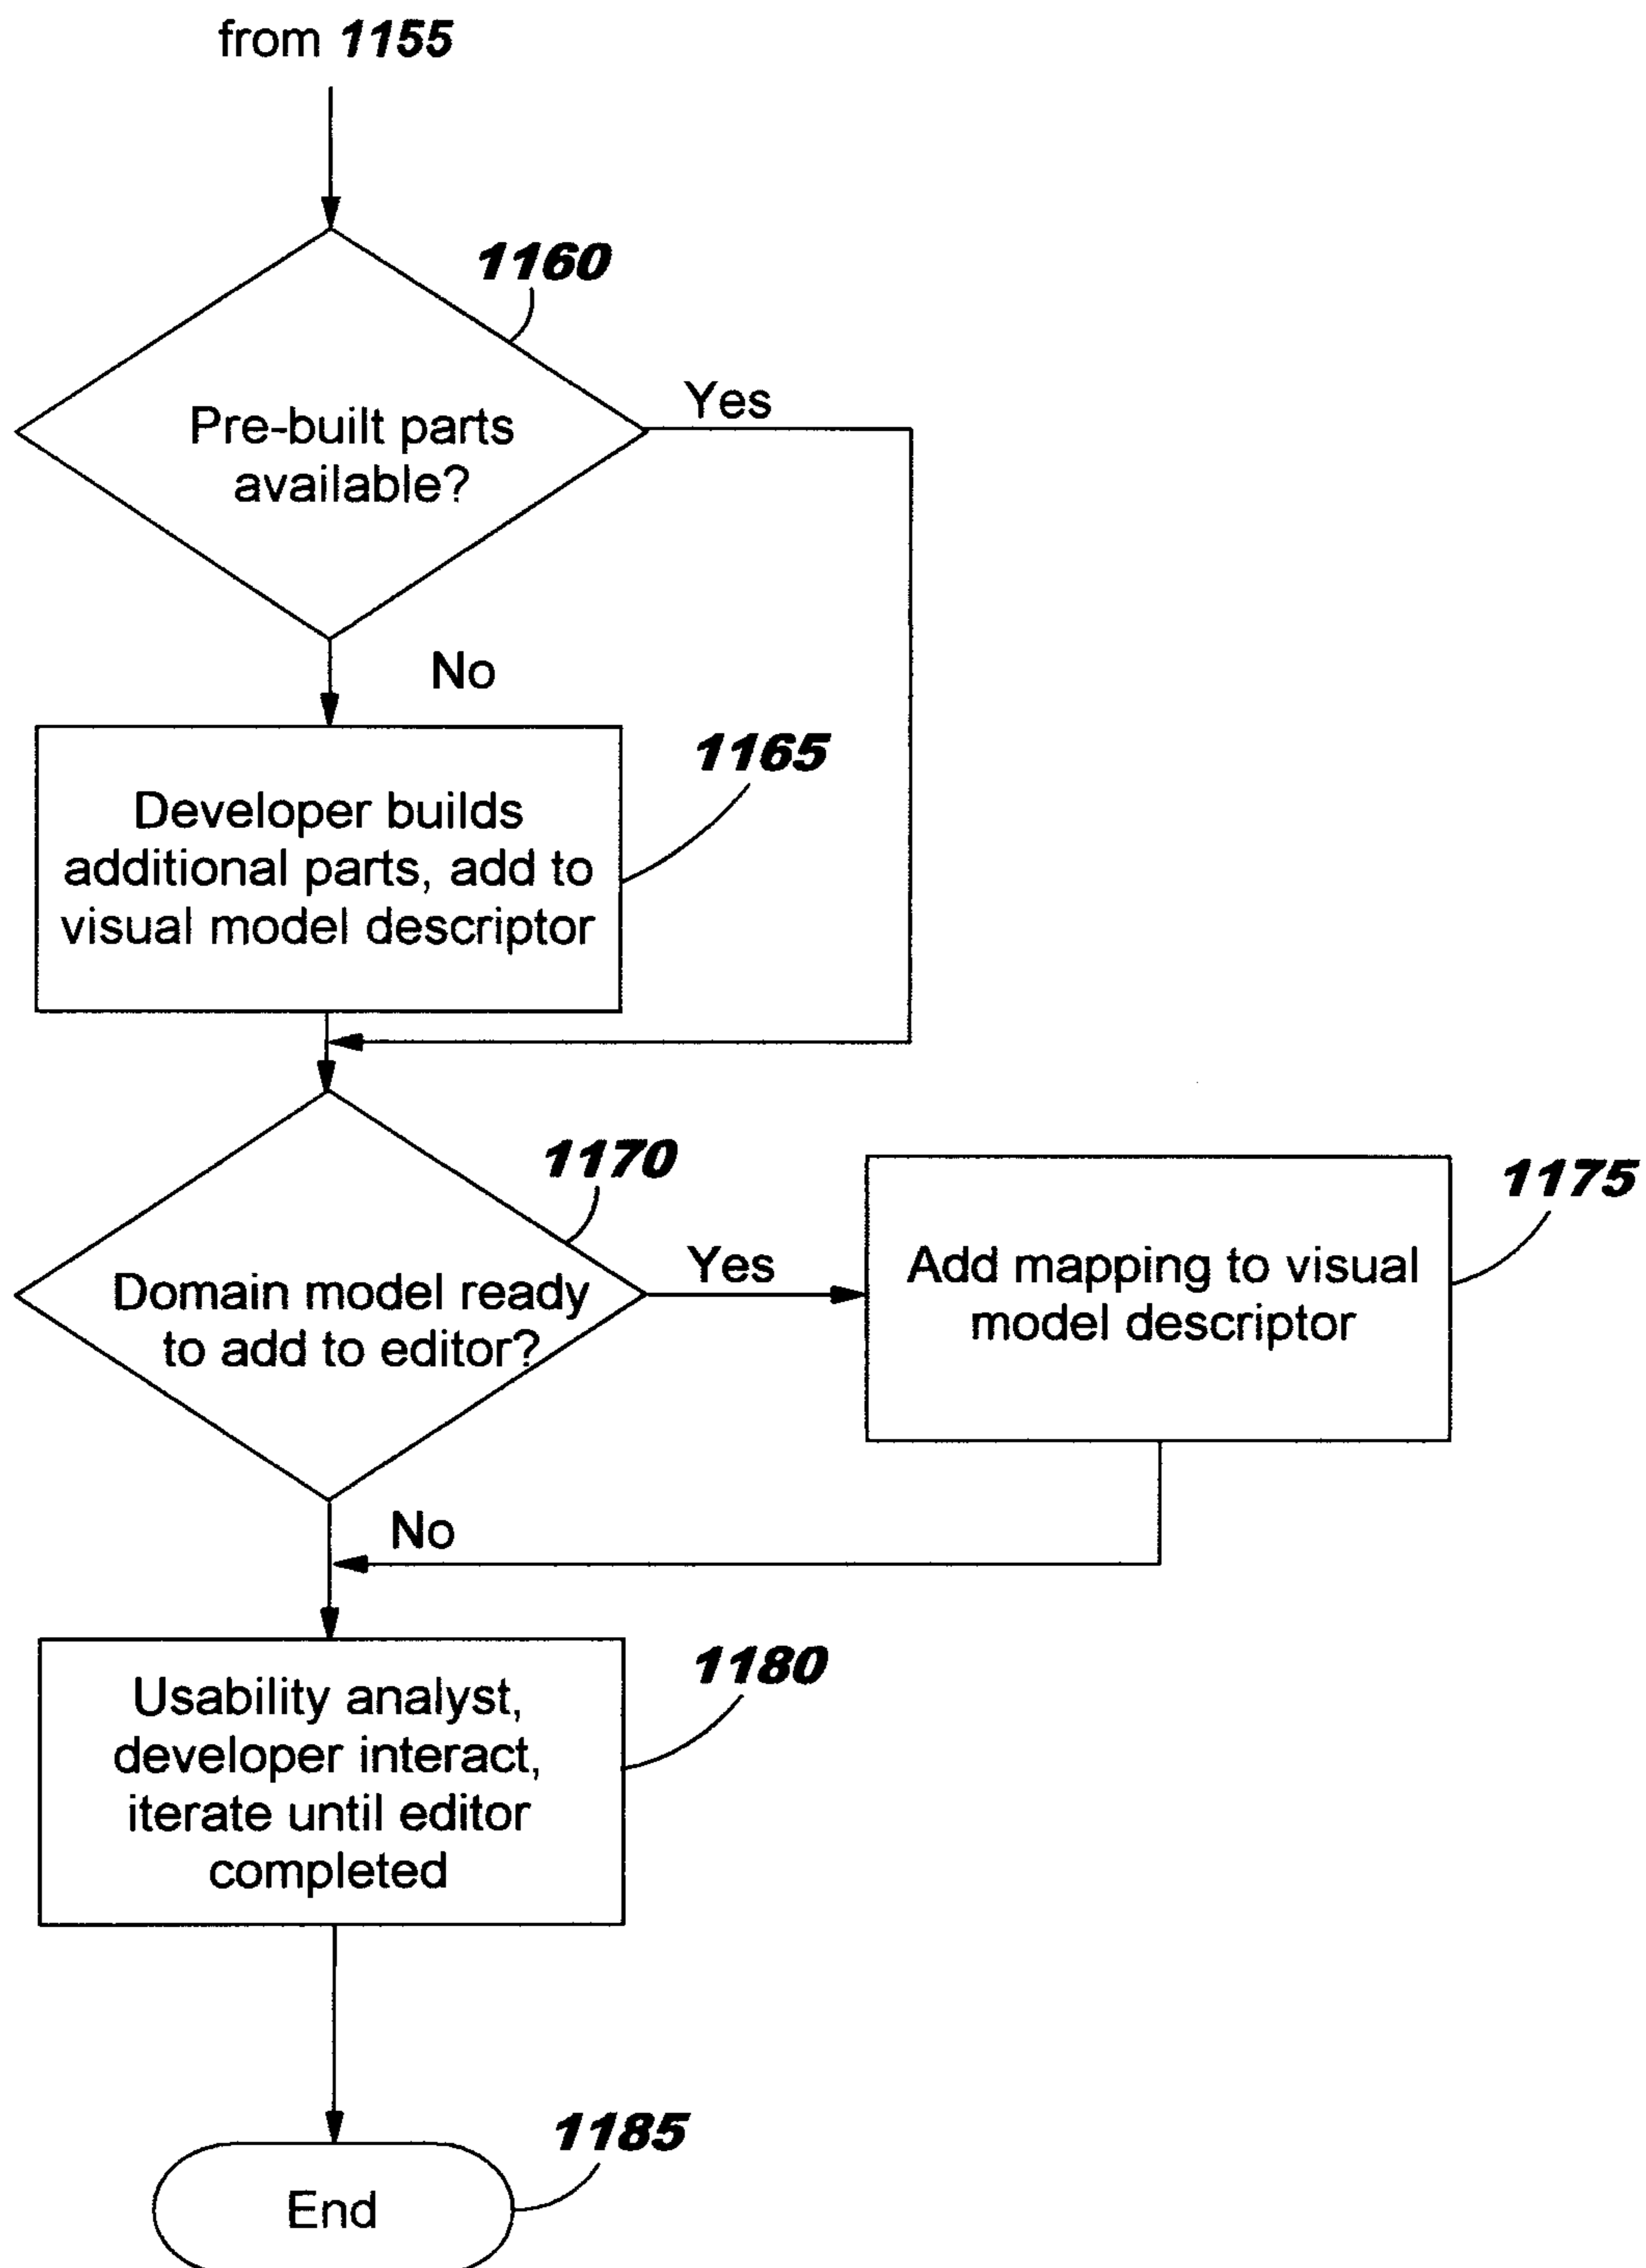 from 1155
1160
Yes
Pre-built parts
available?
No
1165
Developer builds
additional parts, add to
visual model descriptor
1170
1175
Yes
Domain model ready
to add to editor?
Add mapping to visual
model descriptor
No
1180
Usability analyst,
developer interact,
iterate until editor
completed
1185
End